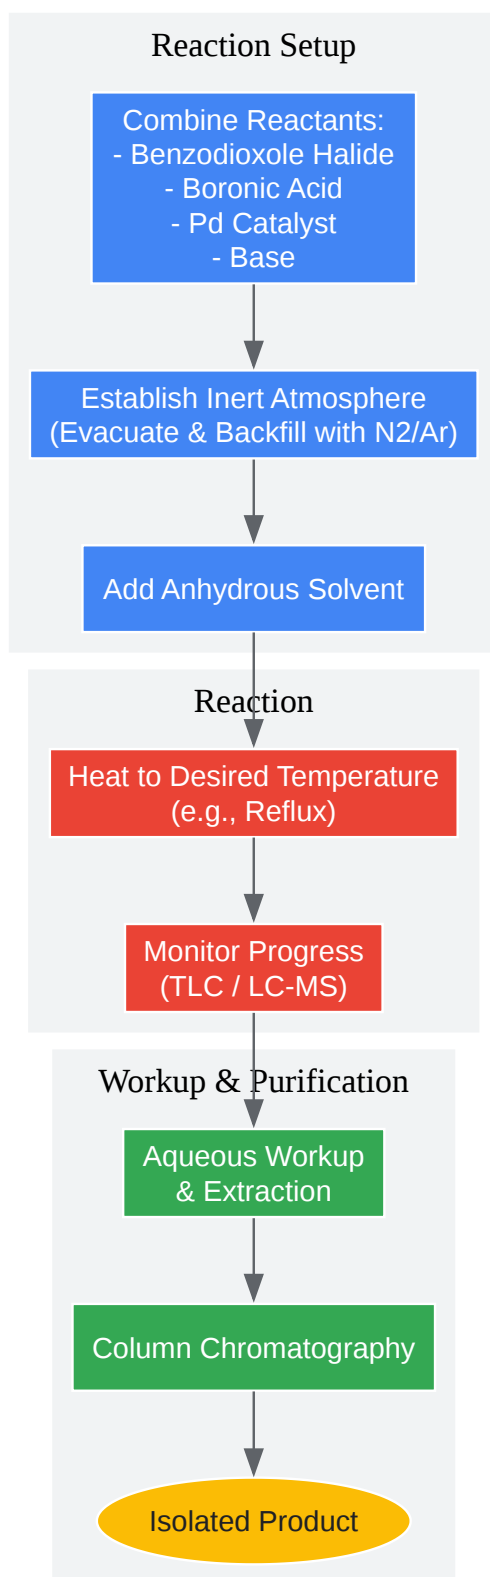 Reaction Setup
Combine Reactants:
- Benzodioxole Halide
- Boronic Acid
- Pd Catalyst
- Base
Establish Inert Atmosphere
(Evacuate & Backfill with N2/Ar)
Add Anhydrous Solvent
Reaction
Heat to Desired Temperature
(e.g., Reflux)
Monitor Progress
(TLC / LC-MS)
Workup & Purification
Aqueous Workup
& Extraction
Column Chromatography
Isolated Product